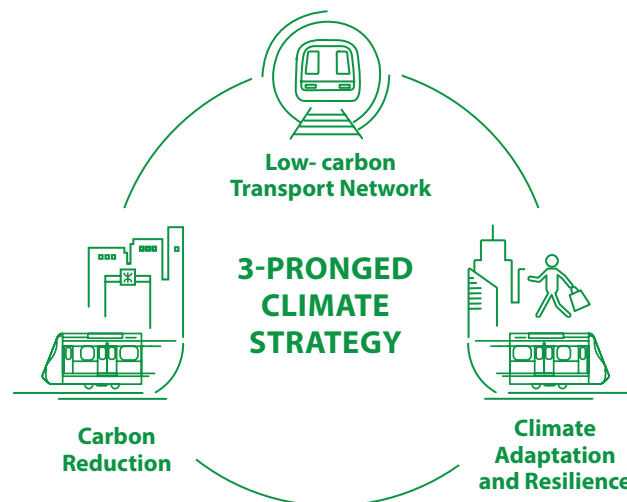 Low- carbon
Transport Network
3-PRONGED
CLIMATE
STRATEGY
Carbon
Reduction
Climate
Adaptation
and Resilience